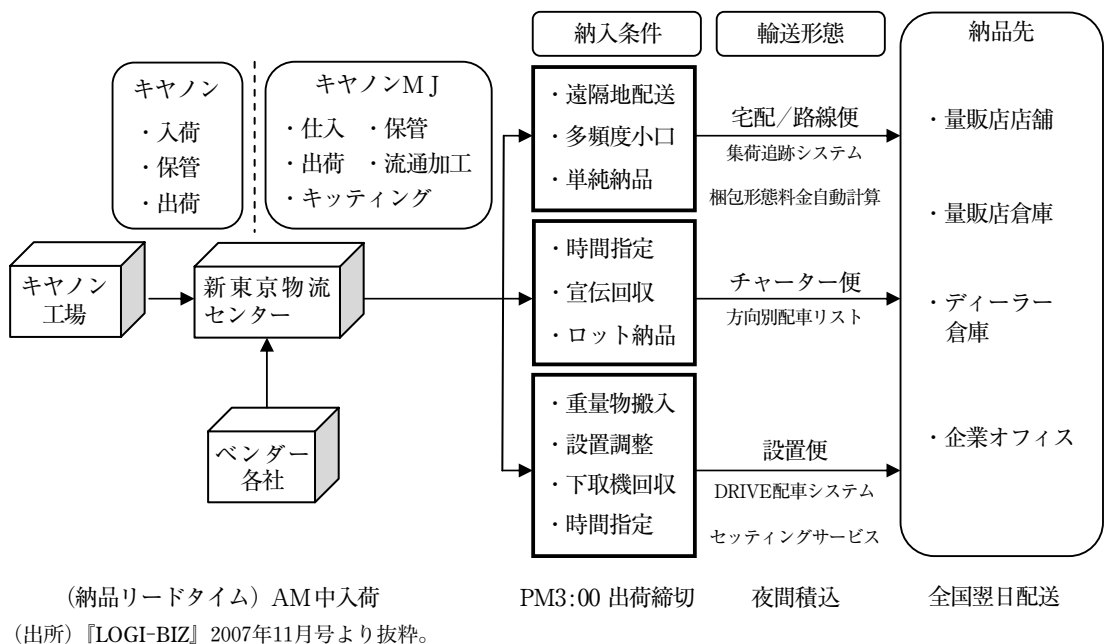 キヤノン
・入荷
・保管
・出荷
キヤノンＭＪ
・仕入 ・保管
・出荷 ・流通加工
・キッティング
キヤノン
工場
新東京物流
センター
ベンダー
各社
納入条件
・遠隔地配送
・多頻度小口
・単純納品
・時間指定
・宣伝回収
・ロット納品
・重量物搬入
・設置調整
・下取機回収
・時間指定
輸送形態
宅配/路線便
集荷追跡システム
梱包形態料金自動計算
チャーター便
方向別配車リスト
設置便
DRIVE配車システム
セッティングサービス
納品先
・量販店店舗
・量販店倉庫
・ディーラー
倉庫
・企業オフィス
（納品リードタイム）AM中入荷
PM3:00 出荷締切
夜間積込
全国翌日配送
（出所）『LOGI-BIZ』2007年11月号より抜粋。